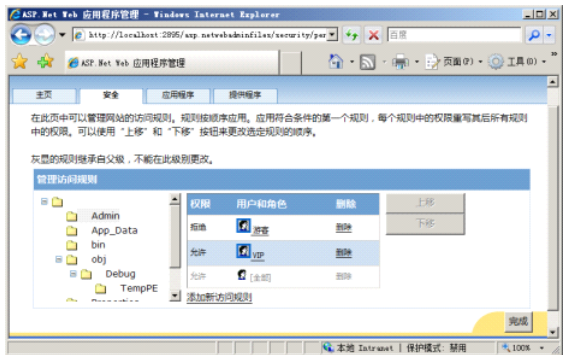 ASP.Net Web 应用程序管理 - Windows Internet Explorer
http://localhost:2895/asp.netwebadminfiles/security/per
百度
ASP.Net Web 应用程序管理
页面(P)
工具(O)
主页 安全 应用程序 提供程序
在此页中可以管理网站的访问规则。规则按顺序应用。应用符合条件的第一个规则，每个规则中的权限重写其后所有规则
中的权限。可以使用 “上移” 和 “下移” 按钮来更改选定规则的顺序。
灰显的规则继承自父级，不能在此级别更改。
管理访问规则
权限 用户和角色 删除 上移
Admin
App_Data
拒绝 游客 删除 下移
bin
obj
允许 VIP 删除
Debug
允许 [全部] 删除
TempPE
Properties
添加新访问规则
完成
本地 Intranet | 保护模式: 禁用
100%